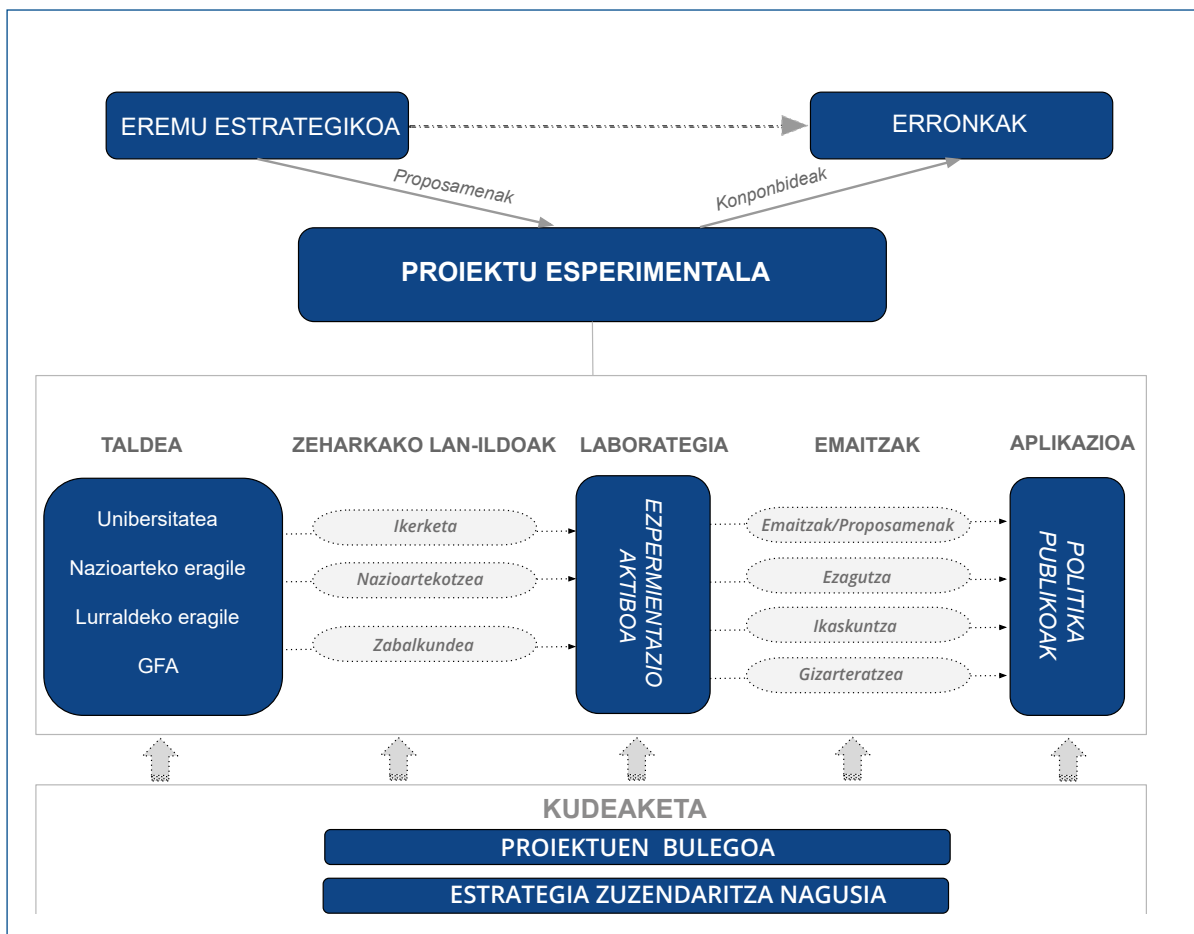 EREMU ESTRATEGIKOA
ERRONKAK
Proposamenak
Konponbideak
PROIEKTU ESPERIMENTALA
TALDEA
ZEHARKAKO LAN-ILDOAK
LABORATEGIA
EMAITZAK
APLIKAZIOA
Unibersitatea
Nazioarteko eragile
Lurraldeko eragile
GFA
Ikerketa
Nazioartekotzea
Zabalkundea
EZPERMIENTAZIO
AKTIBOA
Emaitzak/Proposamenak
Ezagutza
Ikaskuntza
Gizarteratzea
POLITIKA
PUBLIKOAK
KUDEAKETA
PROIEKTUEN BULEGOA
ESTRATEGIA ZUZENDARITZA NAGUSIA